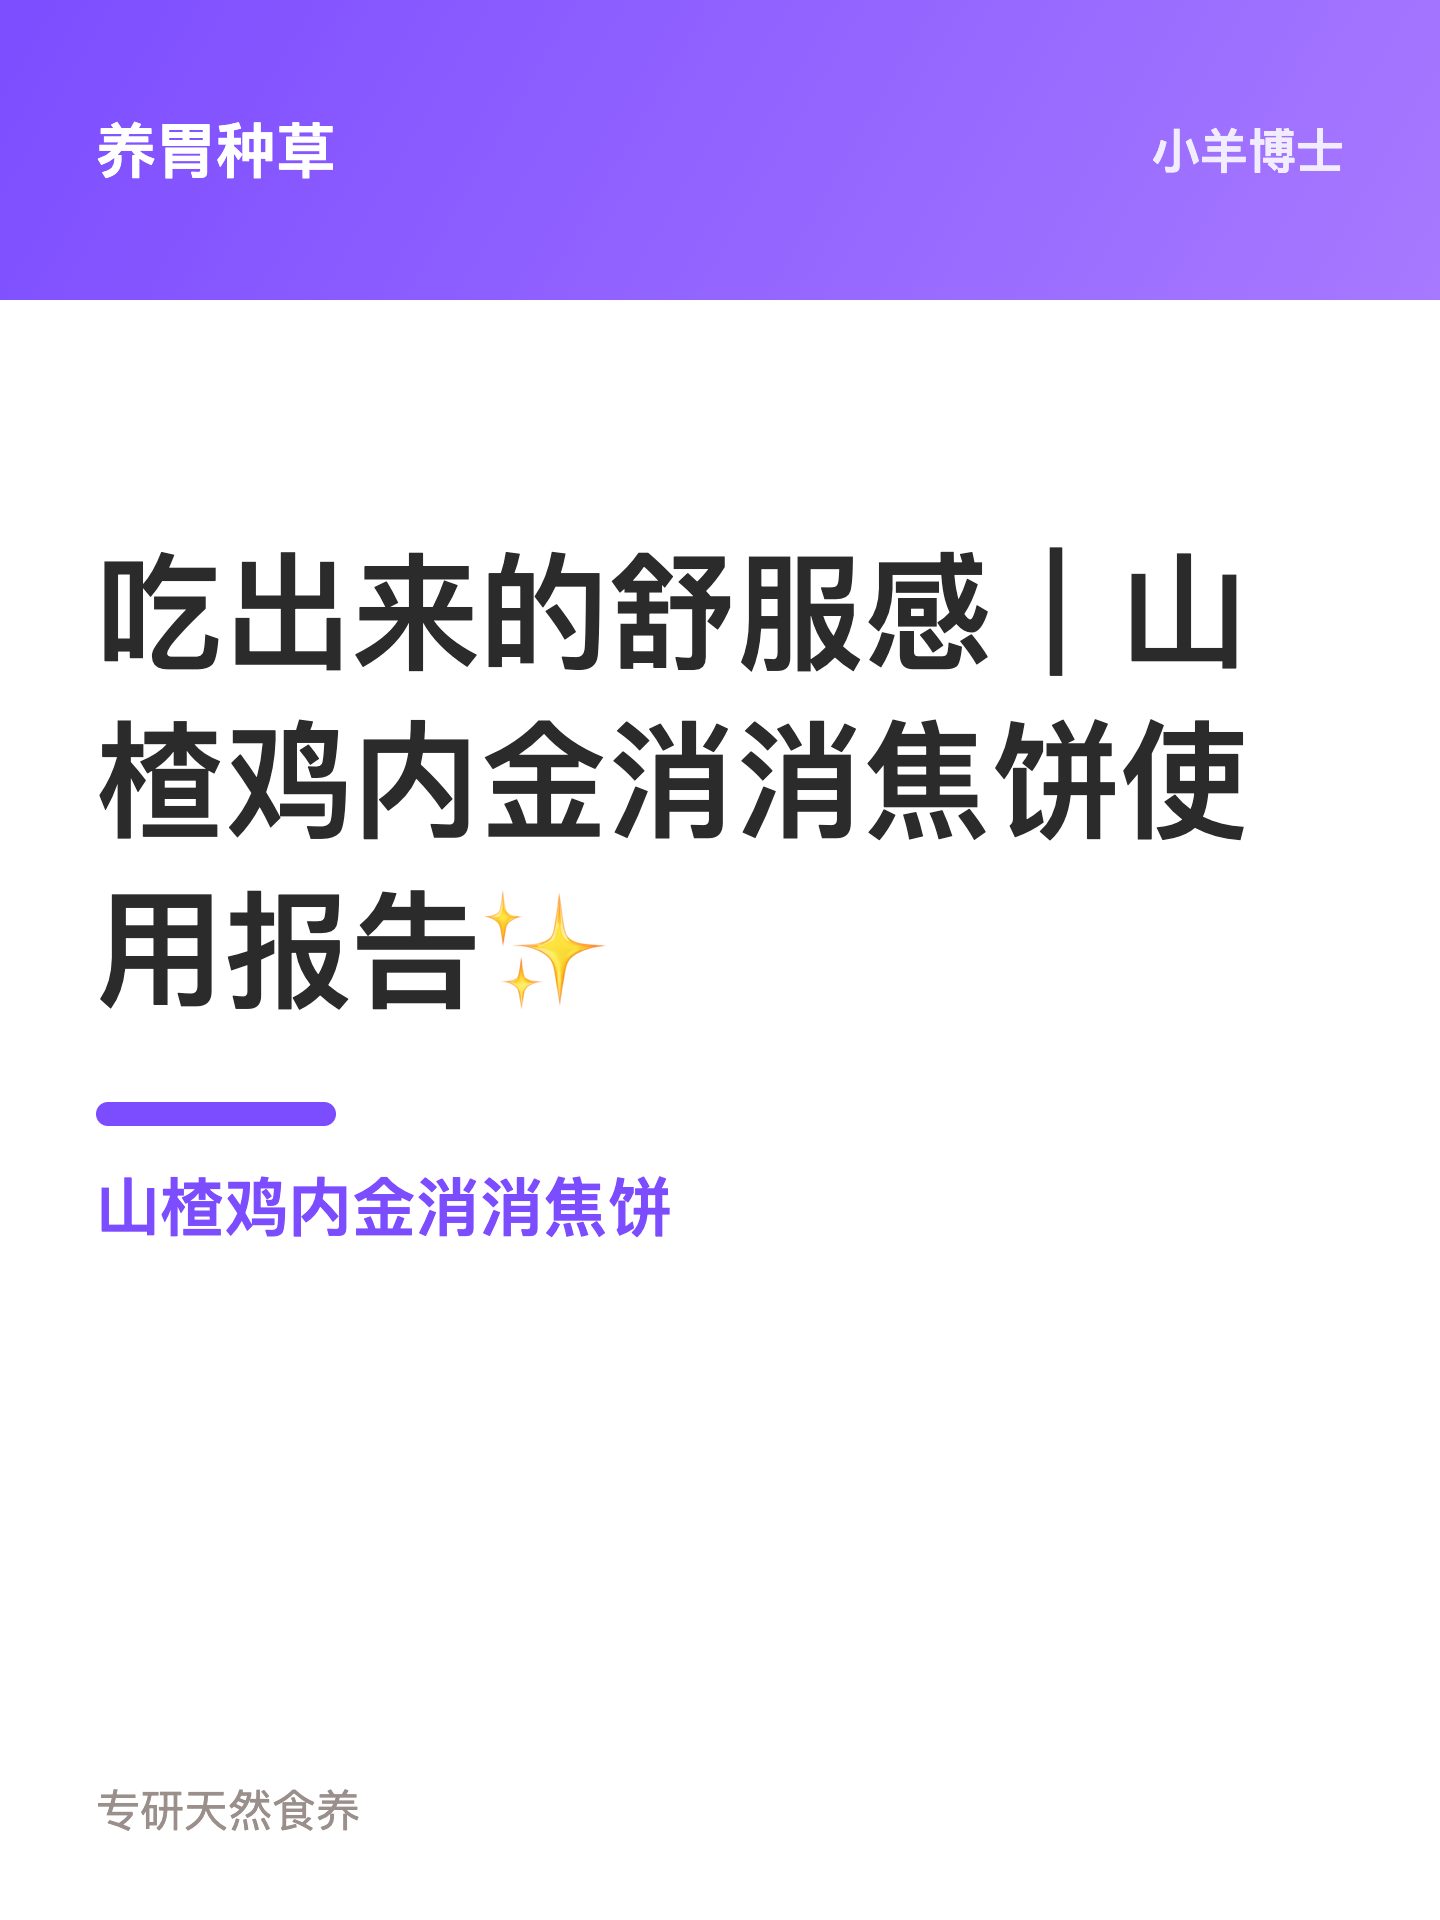 养胃种草
小羊博士
吃出来的舒服感｜山
楂鸡内金消消焦饼使
用报告✨
山楂鸡内金消消焦饼
专研天然食养